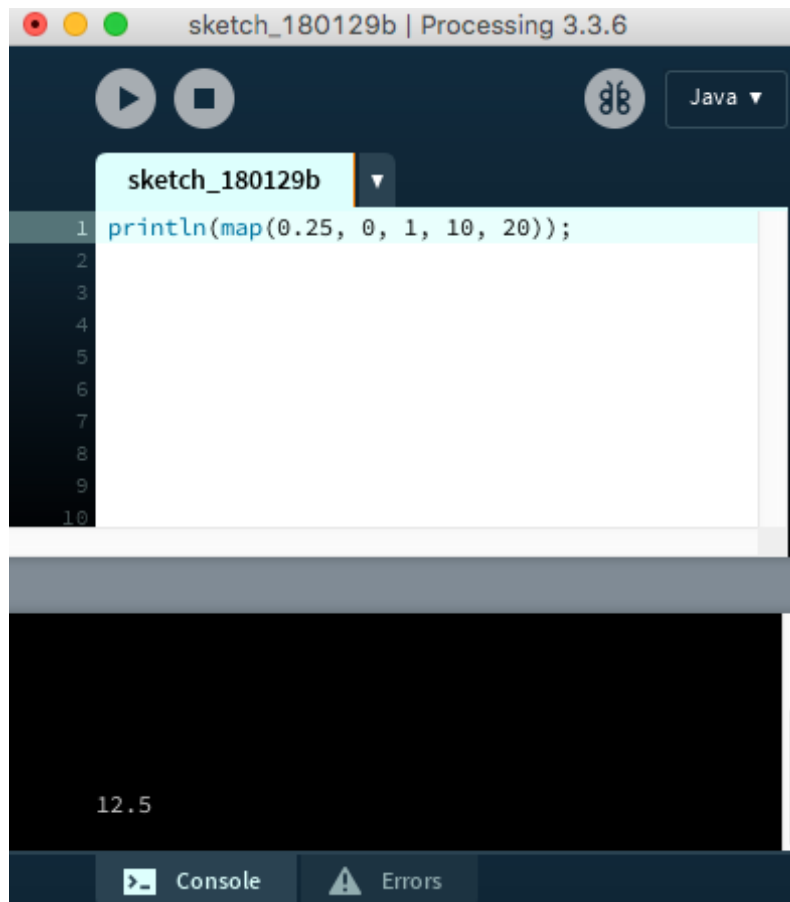 sketch_180129b | Processing 3.3.6
Java ▼
sketch_180129b ▼
1 println(map(0.25, 0, 1, 10, 20));
2
3
4
5
6
7
8
9
10
12.5
>_ Console Errors